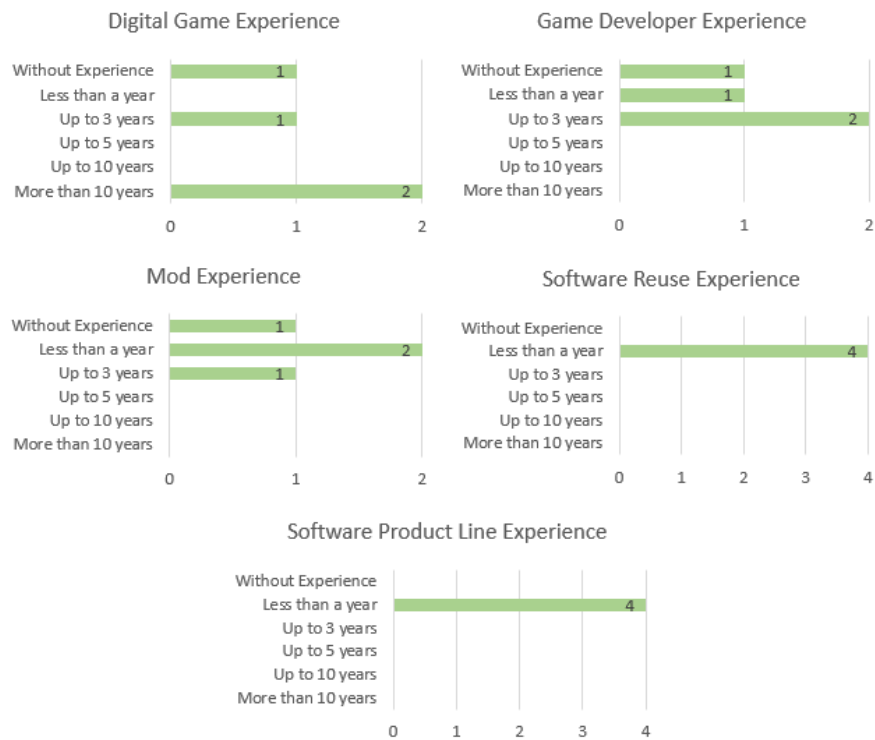 Digital Game Experience
Without Experience 1
Less than a year
Up to 3 years 1
Up to 5 years
Up to 10 years
More than 10 years 2
0 1 2
Game Developer Experience
Without Experience 1
Less than a year 1
Up to 3 years 2
Up to 5 years
Up to 10 years
More than 10 years
0 1 2
Mod Experience
Without Experience 1
Less than a year 2
Up to 3 years 1
Up to 5 years
Up to 10 years
More than 10 years
0 1 2
Software Reuse Experience
Without Experience
Less than a year 4
Up to 3 years
Up to 5 years
Up to 10 years
More than 10 years
0 1 2 3 4
Software Product Line Experience
Without Experience
Less than a year 4
Up to 3 years
Up to 5 years
Up to 10 years
More than 10 years
0 1 2 3 4